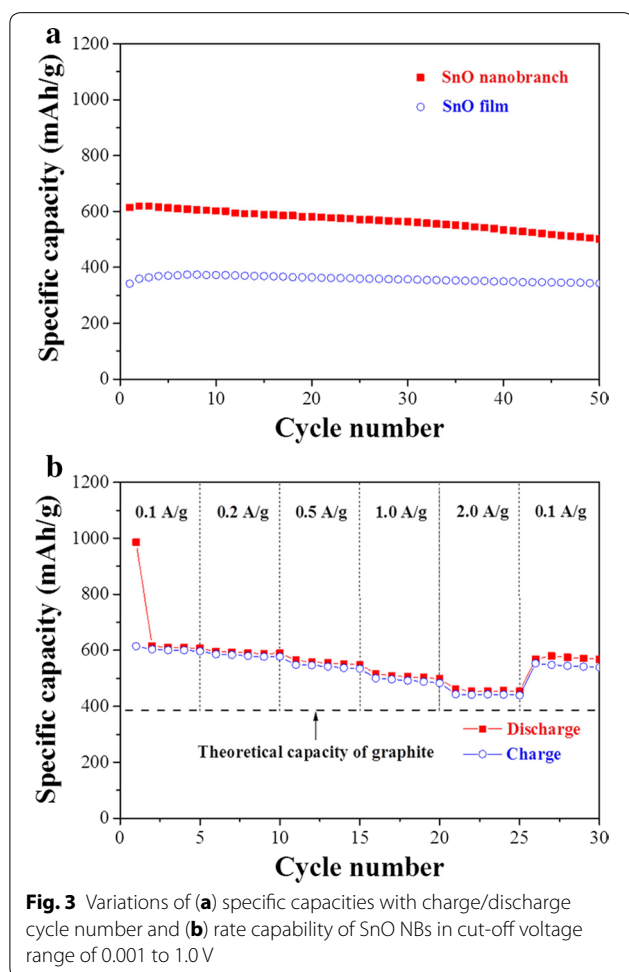 a
1200
1000
800
600
400
200
0
Specific capacity (mAh/g)
SnO nanobranch
SnO film
0 10 20 30 40 50
Cycle number
b
1200
1000
800
600
400
200
0
Specific capacity (mAh/g)
0.1 A/g 0.2 A/g 0.5 A/g 1.0 A/g 2.0 A/g 0.1 A/g
Theoretical capacity of graphite
Discharge
Charge
0 5 10 15 20 25 30
Cycle number
Fig. 3 Variations of (a) specific capacities with charge/discharge
cycle number and (b) rate capability of SnO NBs in cut-off voltage
range of 0.001 to 1.0 V